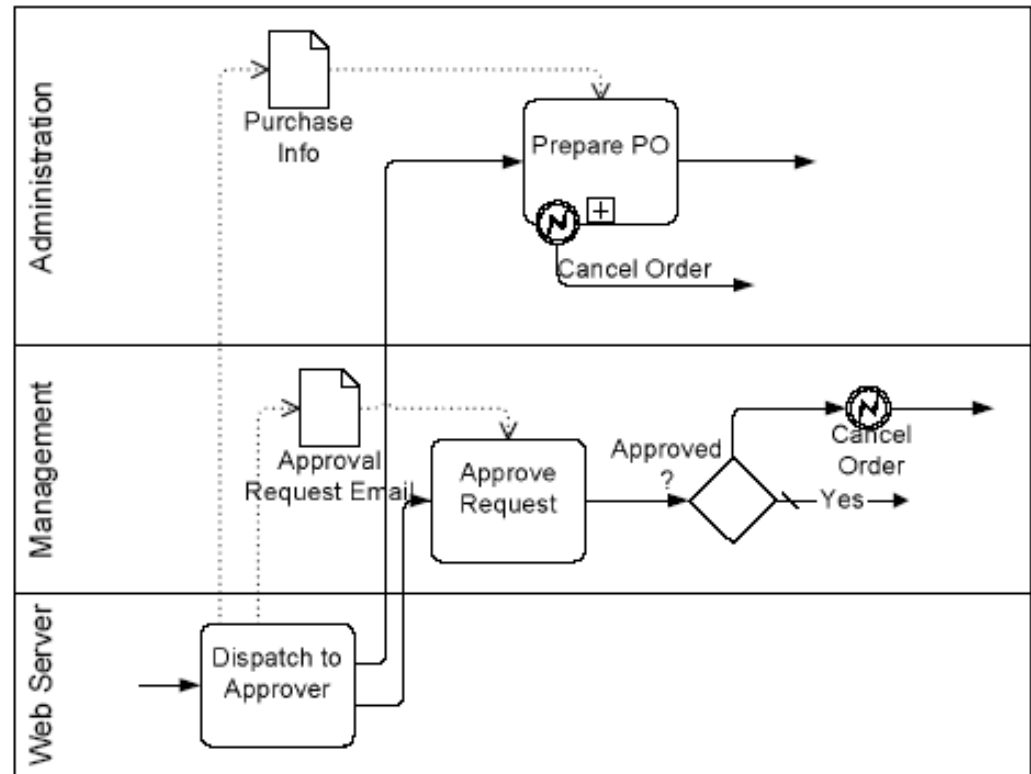 Administration
Purchase
Info
Prepare PO
Cancel Order
Management
Approval
Request Email
Approve
Request
Approved
?
Cancel
Order
Yes
Web Server
Dispatch to
Approver